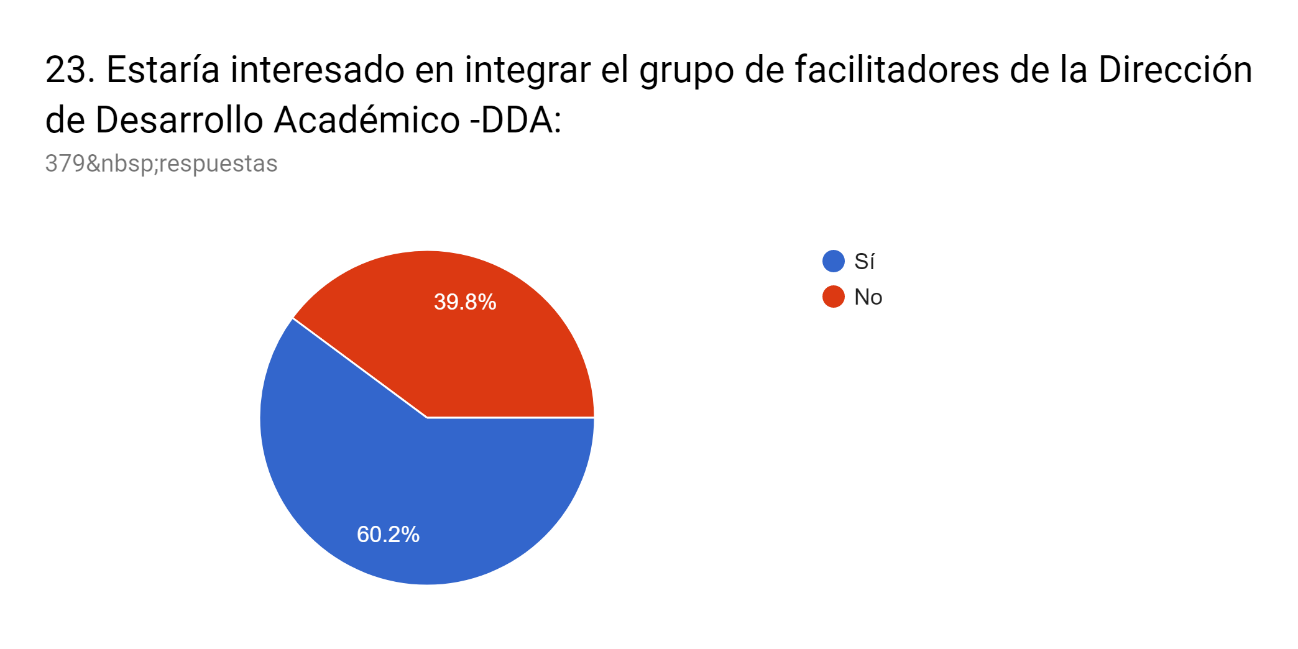 23. Estaría interesado en integrar el grupo de facilitadores de la Dirección
de Desarrollo Académico -DDA:
379&nbsp;respuestas
Sí
No
39.8%
60.2%